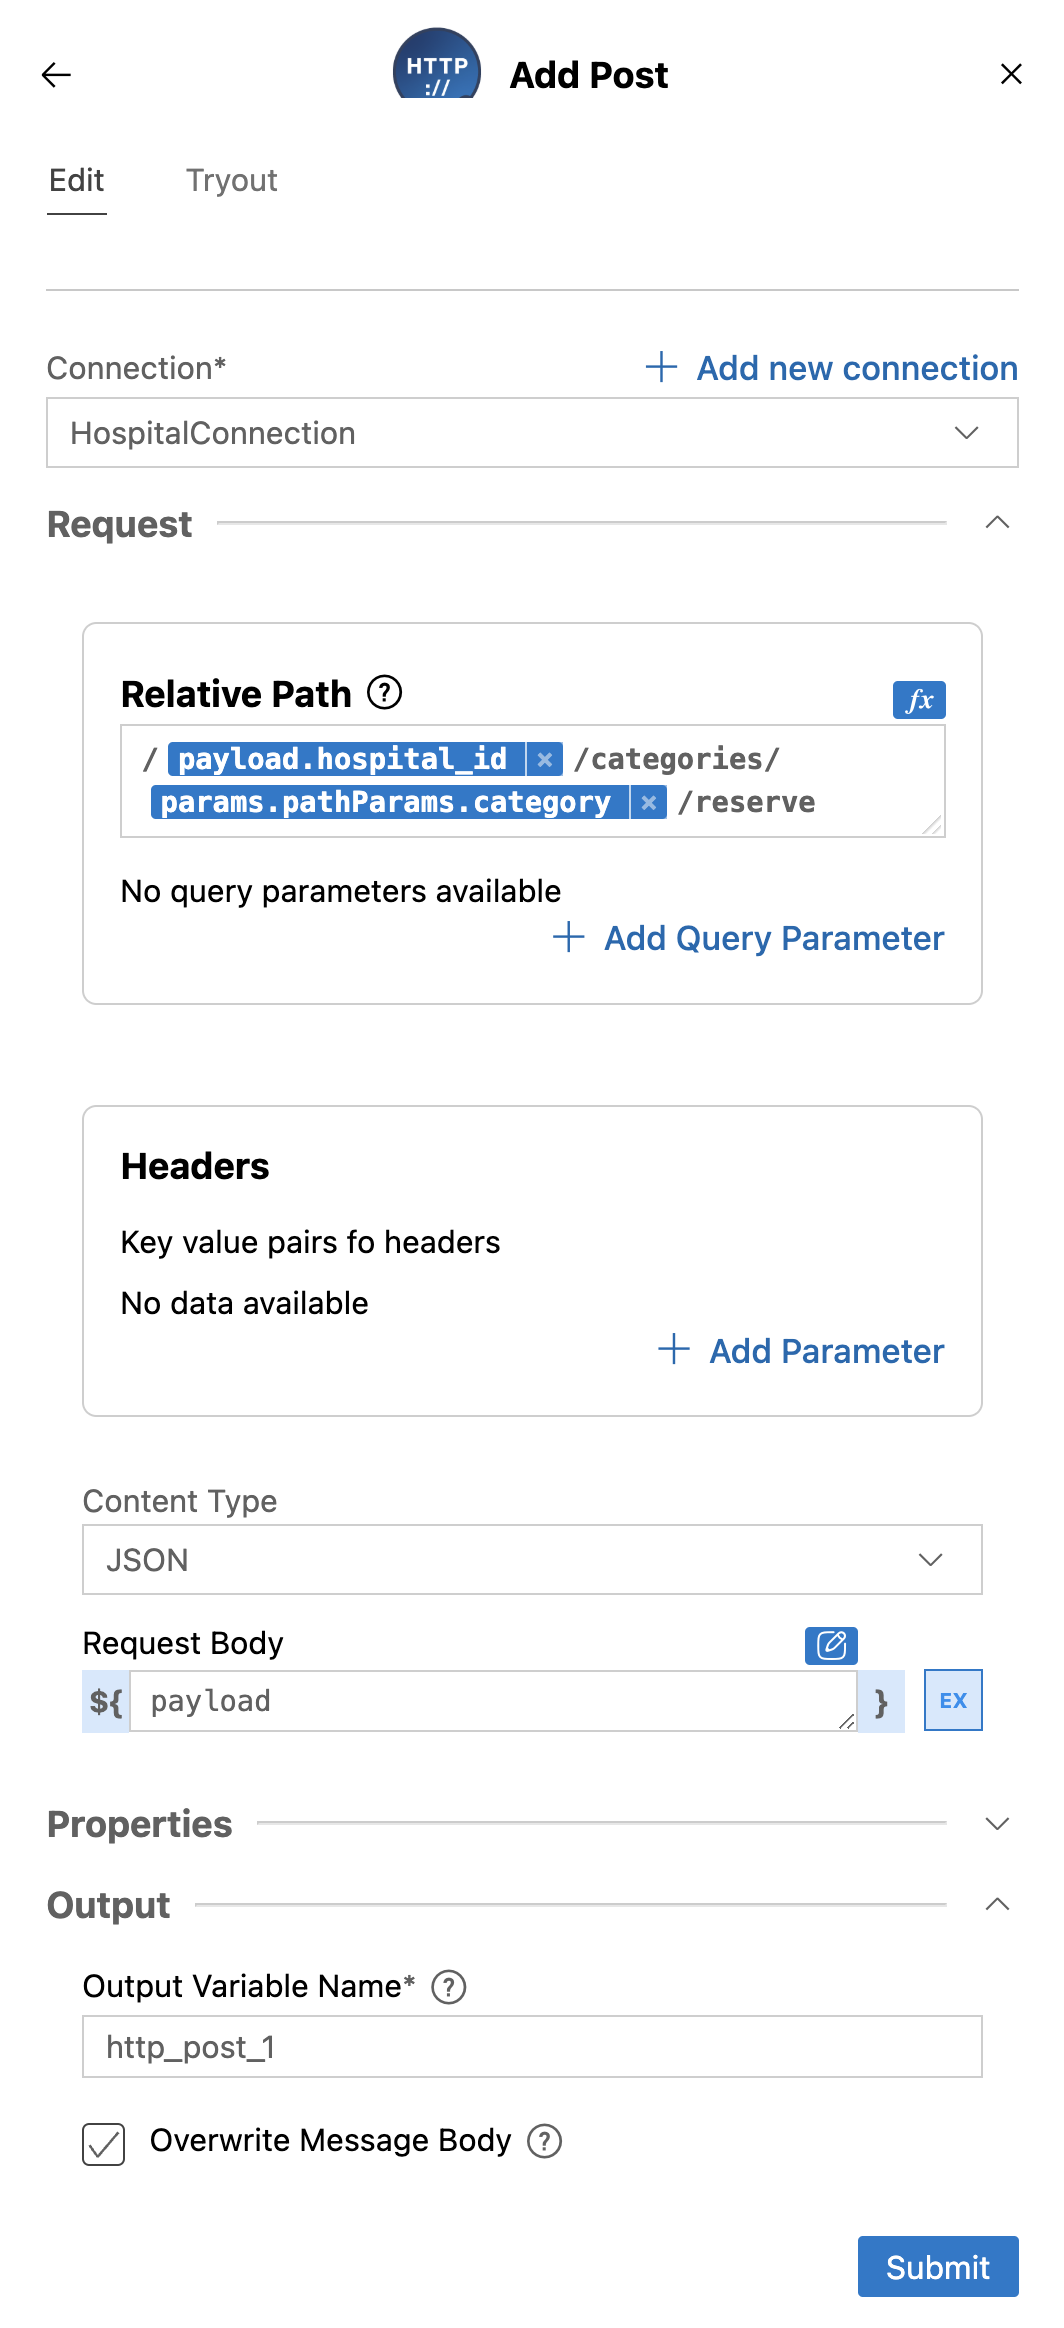 HTTP
://
Add Post
Edit Tryout
Connection* Add new connection
HospitalConnection
Request
Relative Path ?
fx
/ payload.hospital_id × /categories/
params.pathParams.category × /reserve
No query parameters available
+ Add Query Parameter
Headers
Key value pairs fo headers
No data available
+ Add Parameter
Content Type
JSON
Request Body
${ payload } EX
Properties
Output
Output Variable Name* ?
http_post_1
Overwrite Message Body ?
Submit